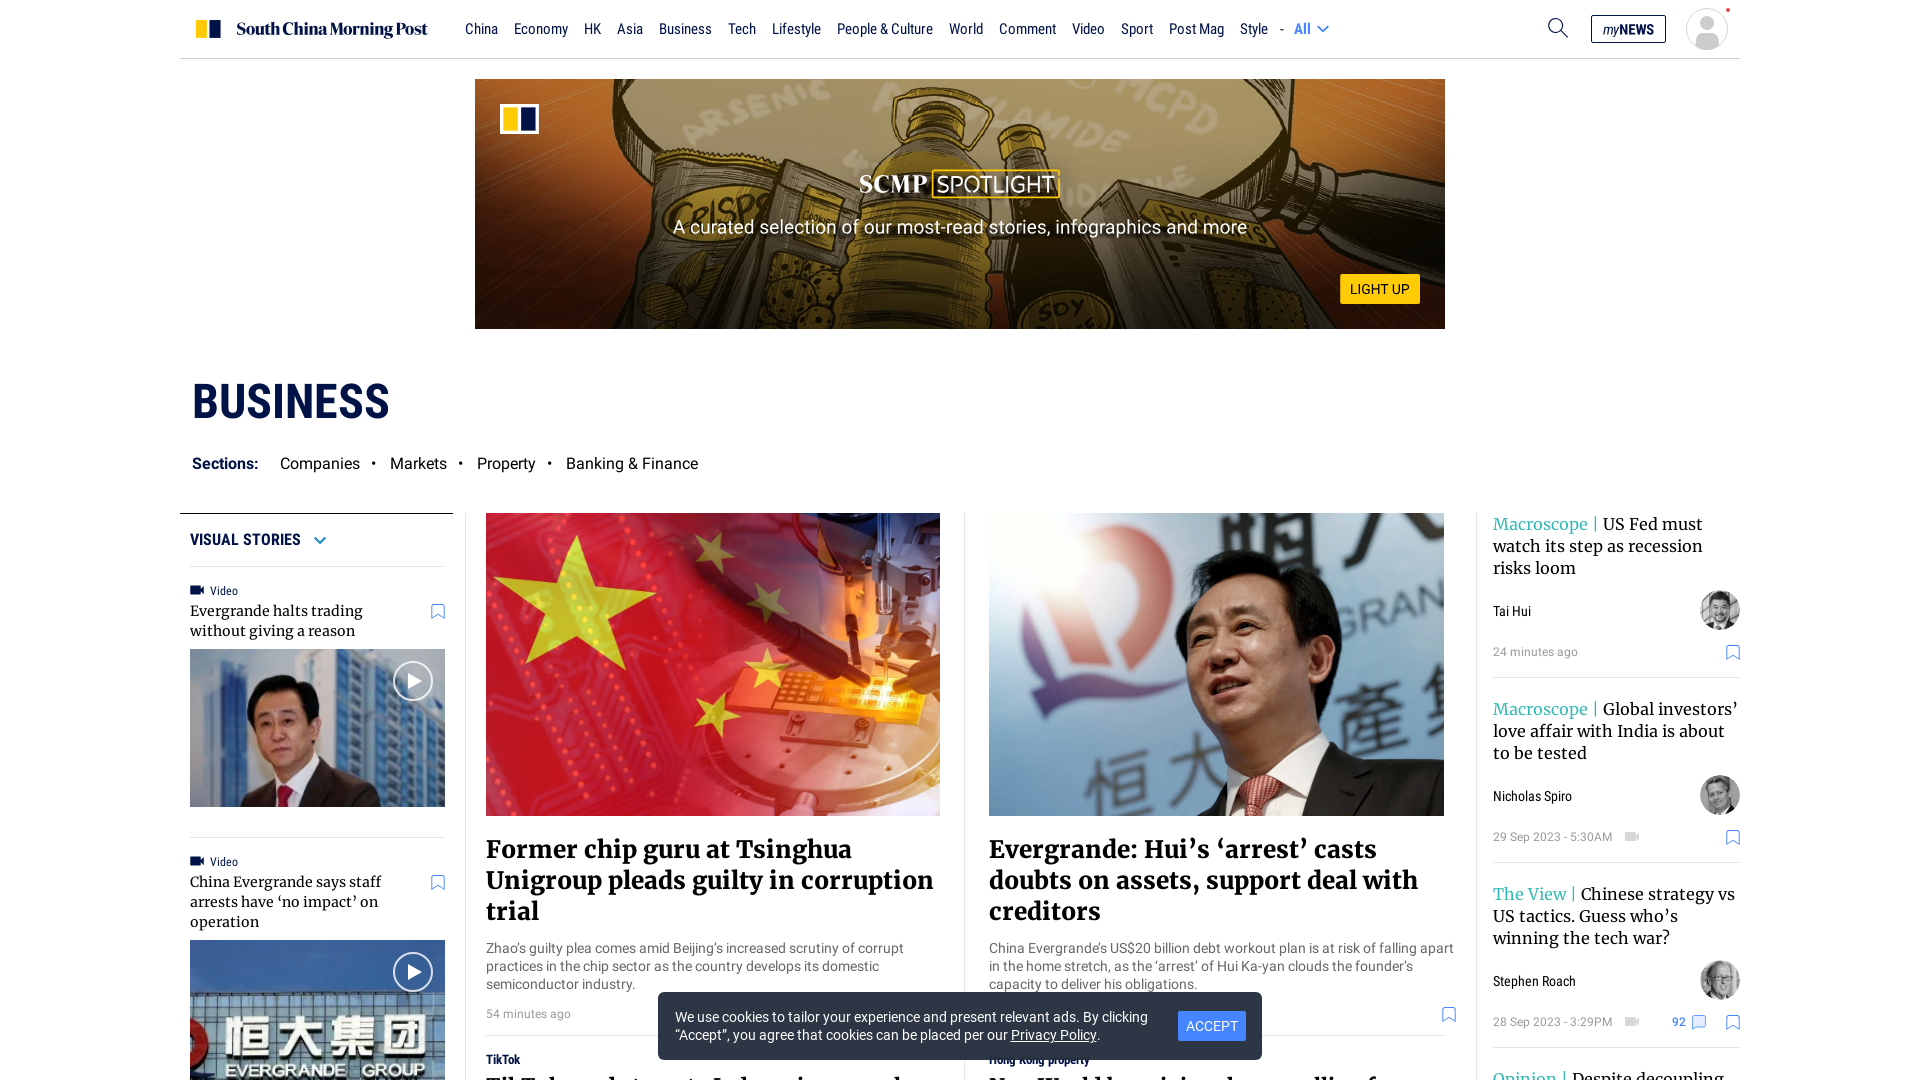 South China Morning Post
China Economy HK Asia Business Tech Lifestyle People & Culture World Comment Video Sport Post Mag Style - All
myNEWS
ARSENIC
MCPD
SCMP SPOTLIGHT
CRISPS
A curated selection of our most-read stories, infographics and more
LIGHT UP
SOY
BUSINESS
Sections: Companies • Markets • Property • Banking & Finance
VISUAL STORIES
Video
Evergrande halts trading
without giving a reason
Video
China Evergrande says staff
arrests have ‘no impact’ on
operation
恒大集团
EVERGRANDE GROUP
Former chip guru at Tsinghua
Unigroup pleads guilty in corruption
trial
Zhao’s guilty plea comes amid Beijing’s increased scrutiny of corrupt
practices in the chip sector as the country develops its domestic
semiconductor industry.
54 minutes ago
TikTok
Evergrande: Hui’s ‘arrest’ casts
doubts on assets, support deal with
creditors
China Evergrande’s US$20 billion debt workout plan is at risk of falling apart
in the home stretch, as the ‘arrest’ of Hui Ka-yan clouds the founder’s
capacity to deliver his obligations.
Hong Kong property
Macroscope | US Fed must
watch its step as recession
risks loom
Tai Hui
24 minutes ago
Macroscope | Global investors’
love affair with India is about
to be tested
Nicholas Spiro
29 Sep 2023 - 5:30AM
The View | Chinese strategy vs
US tactics. Guess who’s
winning the tech war?
Stephen Roach
28 Sep 2023 - 3:29PM
92
Opinion | Despite decoupling
We use cookies to tailor your experience and present relevant ads. By clicking
“Accept”, you agree that cookies can be placed per our Privacy Policy.
ACCEPT